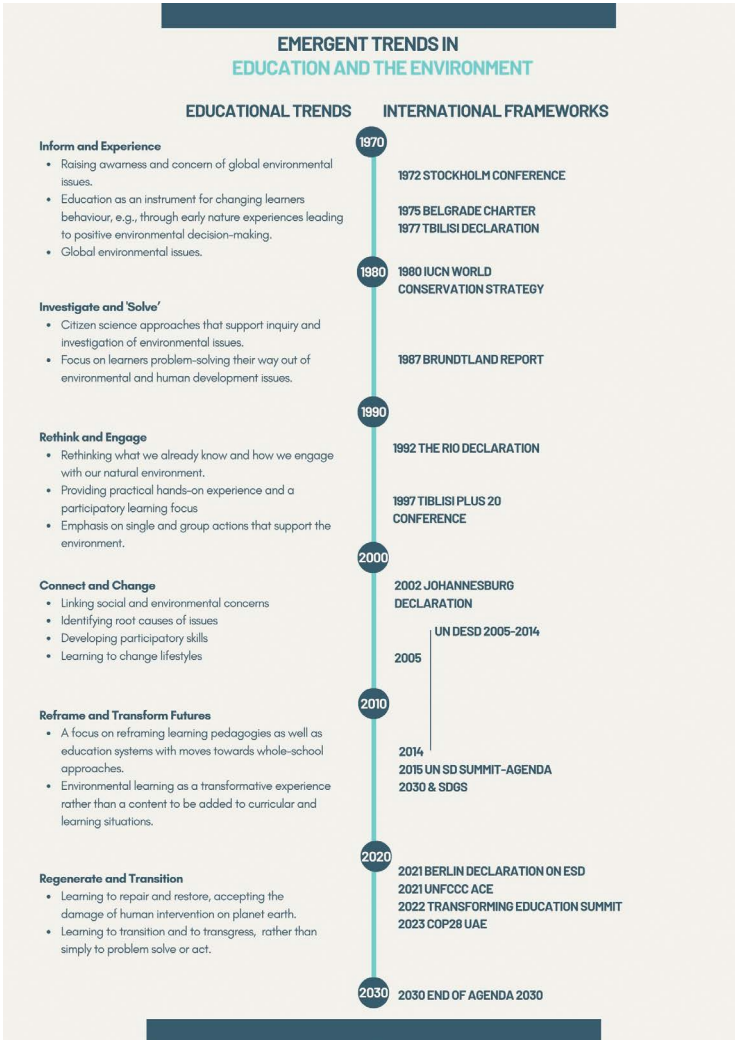 EMERGENT TRENDS IN
EDUCATION AND THE ENVIRONMENT
EDUCATIONAL TRENDS
INTERNATIONAL FRAMEWORKS
1970
Inform and Experience
• Raising awarness and concern of global environmental
issues.
• Education as an instrument for changing learners
behaviour, e.g., through early nature experiences leading
to positive environmental decision-making.
• Global environmental issues.
1972 STOCKHOLM CONFERENCE
1975 BELGRADE CHARTER
1977 TBILISI DECLARATION
1980
1980 IUCN WORLD
CONSERVATION STRATEGY
Investigate and 'Solve'
• Citizen science approaches that support inquiry and
investigation of environmental issues.
• Focus on learners problem-solving their way out of
environmental and human development issues.
1987 BRUNDTLAND REPORT
1990
Rethink and Engage
• Rethinking what we already know and how we engage
with our natural environment.
• Providing practical hands-on experience and a
participatory learning focus
• Emphasis on single and group actions that support the
environment.
1992 THE RIO DECLARATION
1997 TIBLISI PLUS 20
CONFERENCE
2000
Connect and Change
• Linking social and environmental concerns
• Identifying root causes of issues
• Developing participatory skills
• Learning to change lifestyles
2002 JOHANNESBURG
DECLARATION
UN DESD 2005-2014
2005
2010
Reframe and Transform Futures
• A focus on reframing learning pedagogies as well as
education systems with moves towards whole-school
approaches.
• Environmental learning as a transformative experience
rather than a content to be added to curricular and
learning situations.
2014
2015 UN SD SUMMIT-AGENDA
2030 & SDGS
2020
Regenerate and Transition
• Learning to repair and restore, accepting the
damage of human intervention on planet earth.
• Learning to transition and to transgress, rather than
simply to problem solve or act.
2021 BERLIN DECLARATION ON ESD
2021 UNFCCC ACE
2022 TRANSFORMING EDUCATION SUMMIT
2023 COP28 UAE
2030
2030 END OF AGENDA 2030